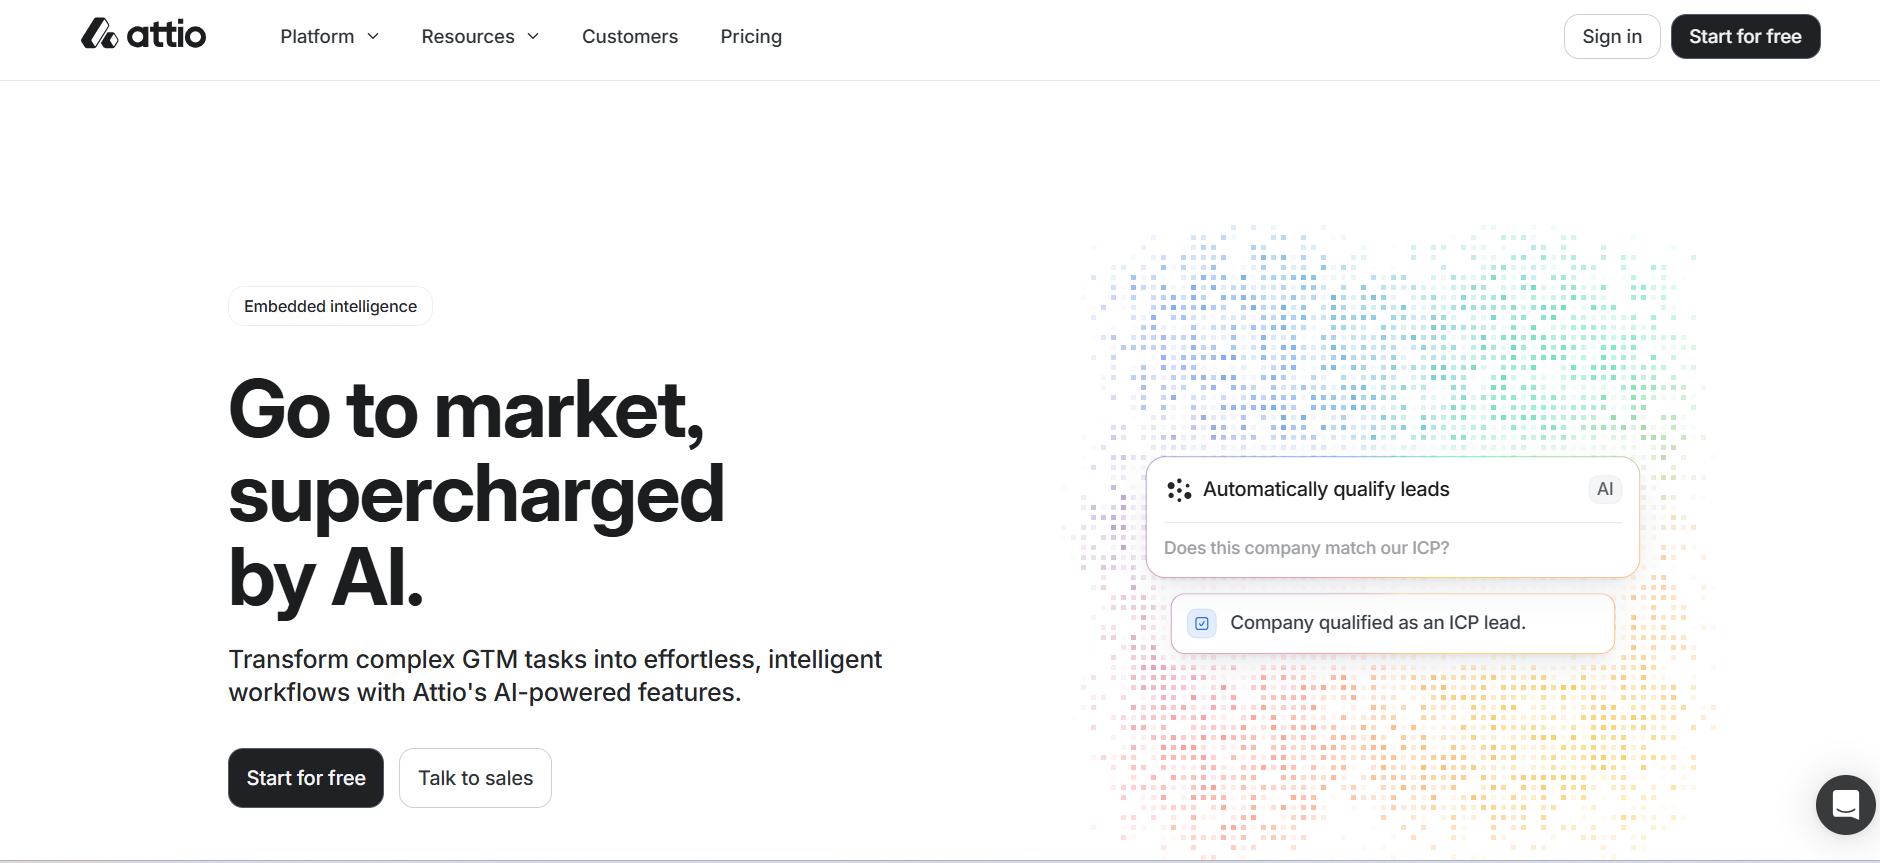 attio
Platform
Resources
Customers
Pricing
Sign in
Start for free
Embedded intelligence
Go to market,
supercharged
by AI.
Transform complex GTM tasks into effortless, intelligent
workflows with Attio's AI-powered features.
Start for free
Talk to sales
Automatically qualify leads
AI
Does this company match our ICP?
Company qualified as an ICP lead.